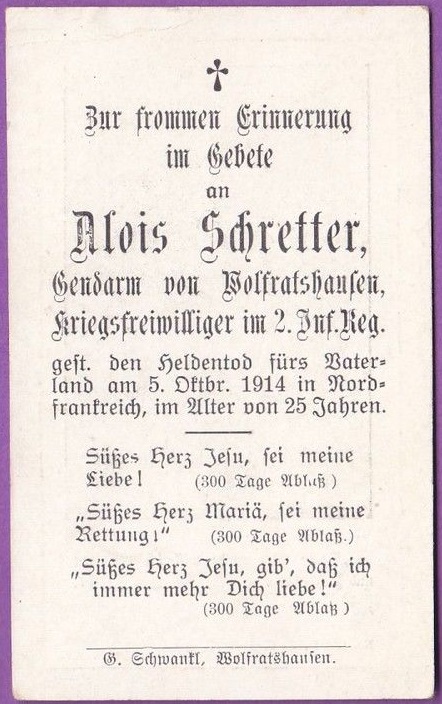 Zur frommen Erinnerung
im Gebete
an
Alois Schretter,
Gendarm von Wolfratshausen,
Kriegsfreiwilliger im 2. Inf. Reg.
gest. den Heldentod fürs Vater=
land am 5. Oktbr. 1914 in Nord=
frankreich, im Alter von 25 Jahren.
Süßes Herz Jesu, sei meine
Liebe! (300 Tage Ablaß)
„Süßes Herz Mariä, sei meine
Rettung!“ (300 Tage Ablaß.)
„Süßes Herz Jesu, gib', daß ich
immer mehr Dich liebe!“
(300 Tage Ablaß)
G. Schwankl, Wolfratshausen.